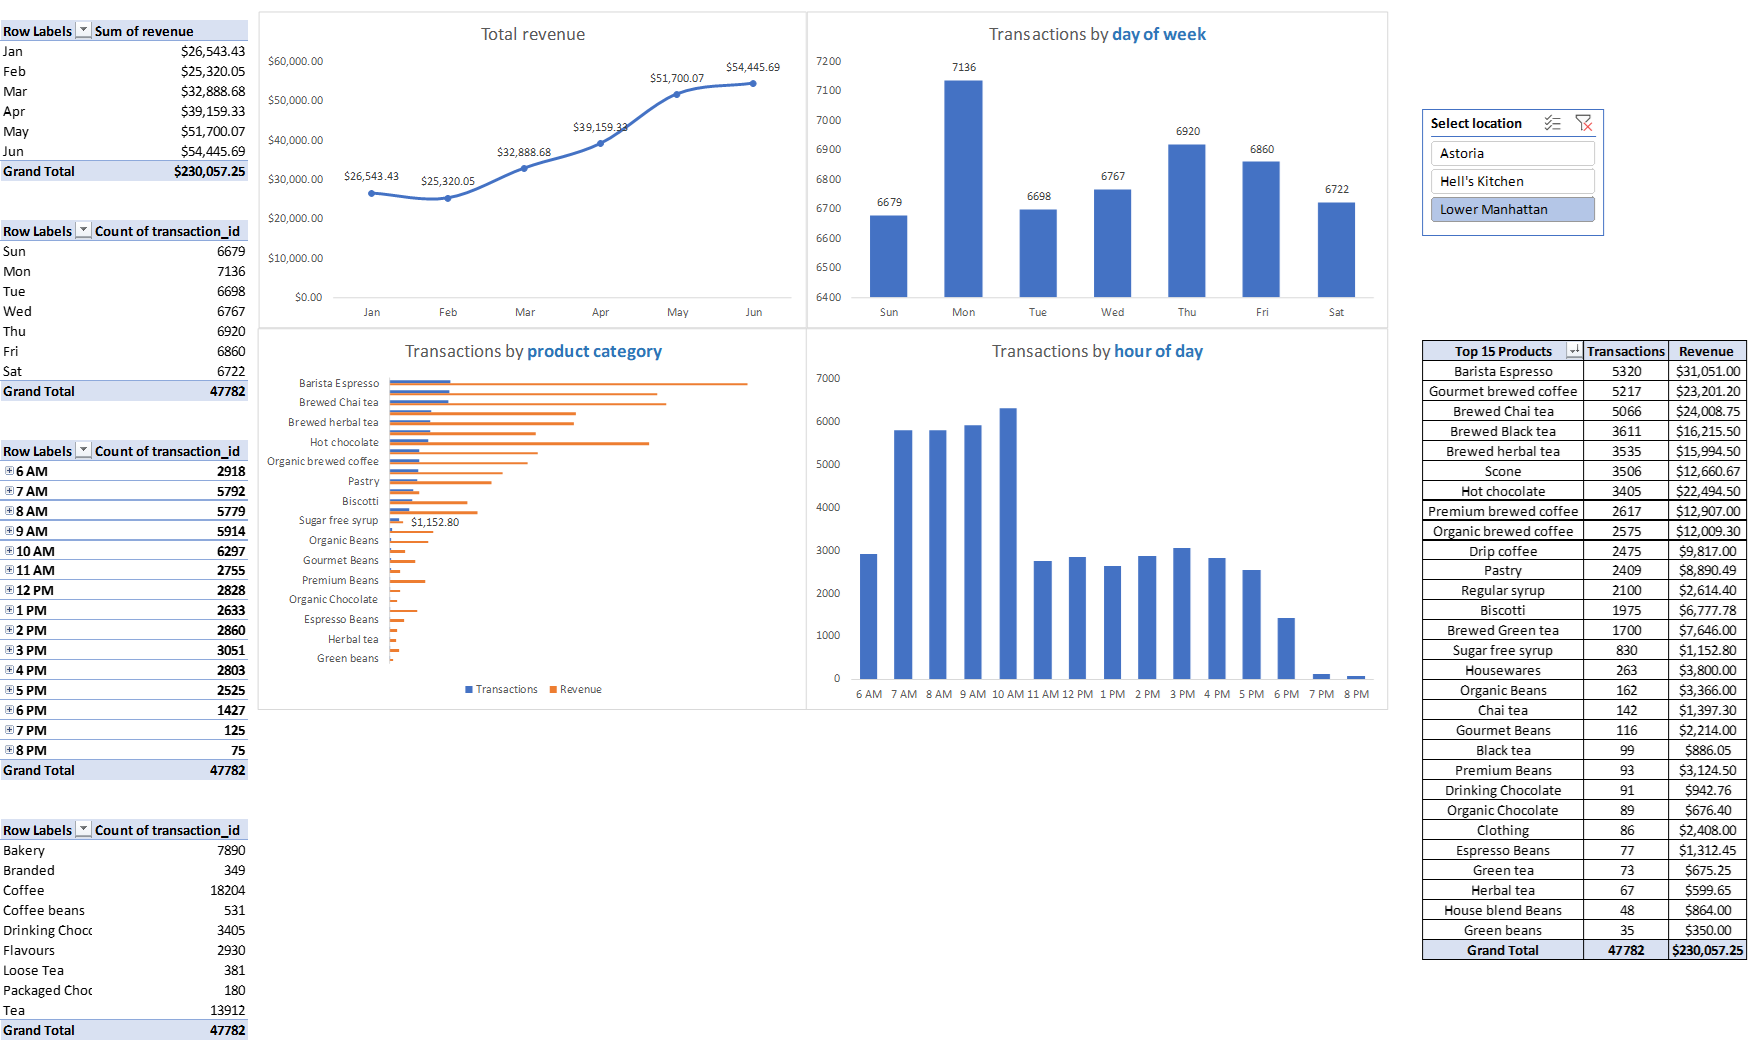 Row Labels Sum of revenue
Jan $26,543.43
Feb $25,320.05
Mar $32,888.68
Apr $39,159.33
May $51,700.07
Jun $54,445.69
Grand Total $230,057.25
Row Labels Count of transaction_id
Sun 6679
Mon 7136
Tue 6698
Wed 6767
Thu 6920
Fri 6860
Sat 6722
Grand Total 47782
Row Labels Count of transaction_id
6 AM 2918
7 AM 5792
8 AM 5779
9 AM 5914
10 AM 6297
11 AM 2755
12 PM 2828
1 PM 2633
2 PM 2860
3 PM 3051
4 PM 2803
5 PM 2525
6 PM 1427
7 PM 125
8 PM 75
Grand Total 47782
Row Labels Count of transaction_id
Bakery 7890
Branded 349
Coffee 18204
Coffee beans 531
Drinking Choc 3405
Flavours 2930
Loose Tea 381
Packaged Choc 180
Tea 13912
Grand Total 47782
Total revenue
$60,000.00
$50,000.00
$40,000.00
$30,000.00
$20,000.00
$10,000.00
$0.00
$26,543.43 $25,320.05 $32,888.68 $39,159.33 $51,700.07 $54,445.69
Jan Feb Mar Apr May Jun
Transactions by day of week
7200
7100
7000
6900
6800
6700
6600
6500
6400
6679 7136 6698 6767 6920 6860 6722
Sun Mon Tue Wed Thu Fri Sat
Transactions by product category
Barista Espresso
Brewed Chai tea
Brewed herbal tea
Hot chocolate
Organic brewed coffee
Pastry
Biscotti
Sugar free syrup $1,152.80
Organic Beans
Gourmet Beans
Premium Beans
Organic Chocolate
Espresso Beans
Herbal tea
Green beans
Transactions Revenue
Transactions by hour of day
7000
6000
5000
4000
3000
2000
1000
0
6 AM 7 AM 8 AM 9 AM 10 AM 11 AM 12 PM 1 PM 2 PM 3 PM 4 PM 5 PM 6 PM 7 PM 8 PM
Select location
Astoria
Hell's Kitchen
Lower Manhattan
Top 15 Products Transactions Revenue
Barista Espresso 5320 $31,051.00
Gourmet brewed coffee 5217 $23,201.20
Brewed Chai tea 5066 $24,008.75
Brewed Black tea 3611 $16,215.50
Brewed herbal tea 3535 $15,994.50
Scone 3506 $12,660.67
Hot chocolate 3405 $22,494.50
Premium brewed coffee 2617 $12,907.00
Organic brewed coffee 2575 $12,009.30
Drip coffee 2475 $9,817.00
Pastry 2409 $8,890.49
Regular syrup 2100 $2,614.40
Biscotti 1975 $6,777.78
Brewed Green tea 1700 $7,646.00
Sugar free syrup 830 $1,152.80
Housewares 263 $3,800.00
Organic Beans 162 $3,366.00
Chai tea 142 $1,397.30
Gourmet Beans 116 $2,214.00
Black tea 99 $886.05
Premium Beans 93 $3,124.50
Drinking Chocolate 91 $942.76
Organic Chocolate 89 $676.40
Clothing 86 $2,408.00
Espresso Beans 77 $1,312.45
Green tea 73 $675.25
Herbal tea 67 $599.65
House blend Beans 48 $864.00
Green beans 35 $350.00
Grand Total 47782 $230,057.25